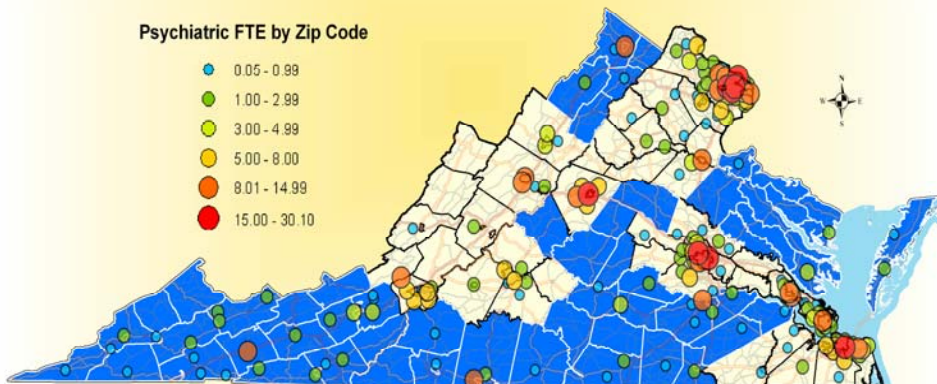 Psychiatric FTE by Zip Code
0.05 - 0.99
1.00 - 2.99
3.00 - 4.99
5.00 - 8.00
8.01 - 14.99
15.00 - 30.10
N
W E
S